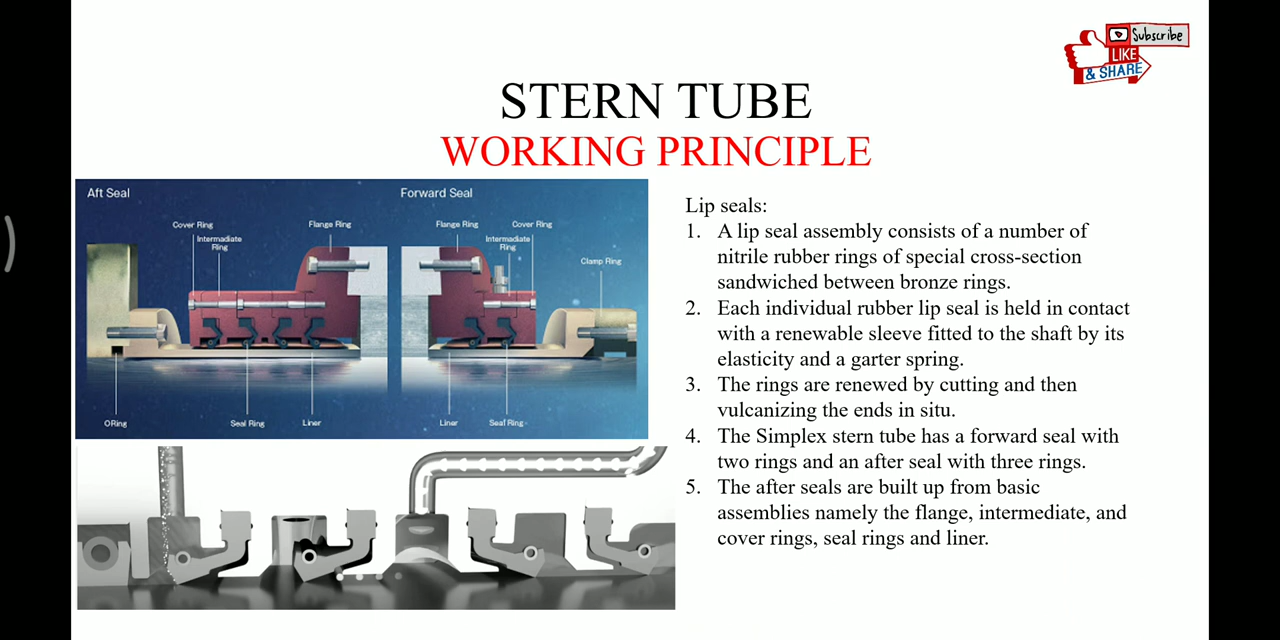 Subscribe
LIKE
& SHARE
STERN TUBE
WORKING PRINCIPLE
Aft Seal
Forward Seal
Cover Ring
Intermediate
Ring
Flange Ring
Flange Ring
Cover Ring
Intermediate
Ring
Clamp Ring
ORing
Seal Ring
Liner
Liner
Seal Ring
Lip seals:
1. A lip seal assembly consists of a number of
nitrile rubber rings of special cross-section
sandwiched between bronze rings.
2. Each individual rubber lip seal is held in contact
with a renewable sleeve fitted to the shaft by its
elasticity and a garter spring.
3. The rings are renewed by cutting and then
vulcanizing the ends in situ.
4. The Simplex stern tube has a forward seal with
two rings and an after seal with three rings.
5. The after seals are built up from basic
assemblies namely the flange, intermediate, and
cover rings, seal rings and liner.